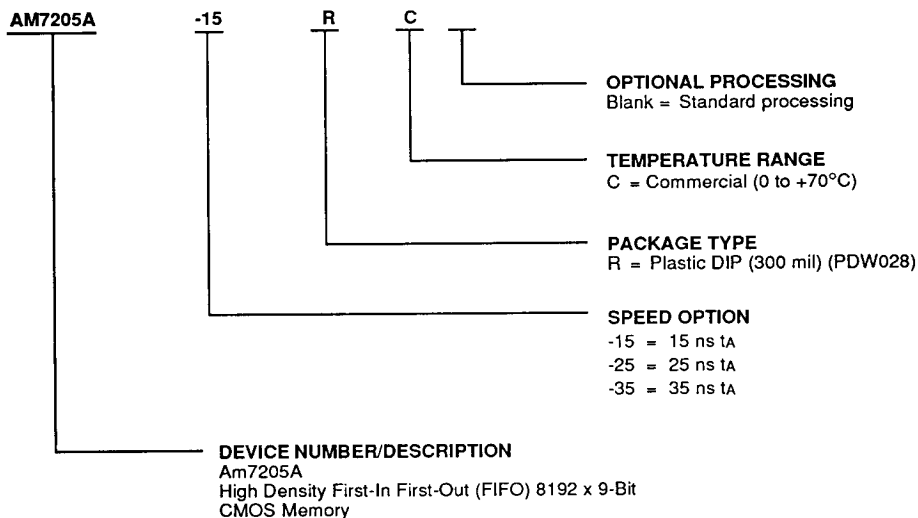 AM7205A -15 R C
OPTIONAL PROCESSING
Blank = Standard processing
TEMPERATURE RANGE
C = Commercial (0 to +70°C)
PACKAGE TYPE
R = Plastic DIP (300 mil) (PDW028)
SPEED OPTION
-15 = 15 ns tA
-25 = 25 ns tA
-35 = 35 ns tA
DEVICE NUMBER/DESCRIPTION
Am7205A
High Density First-In First-Out (FIFO) 8192 x 9-Bit
CMOS Memory